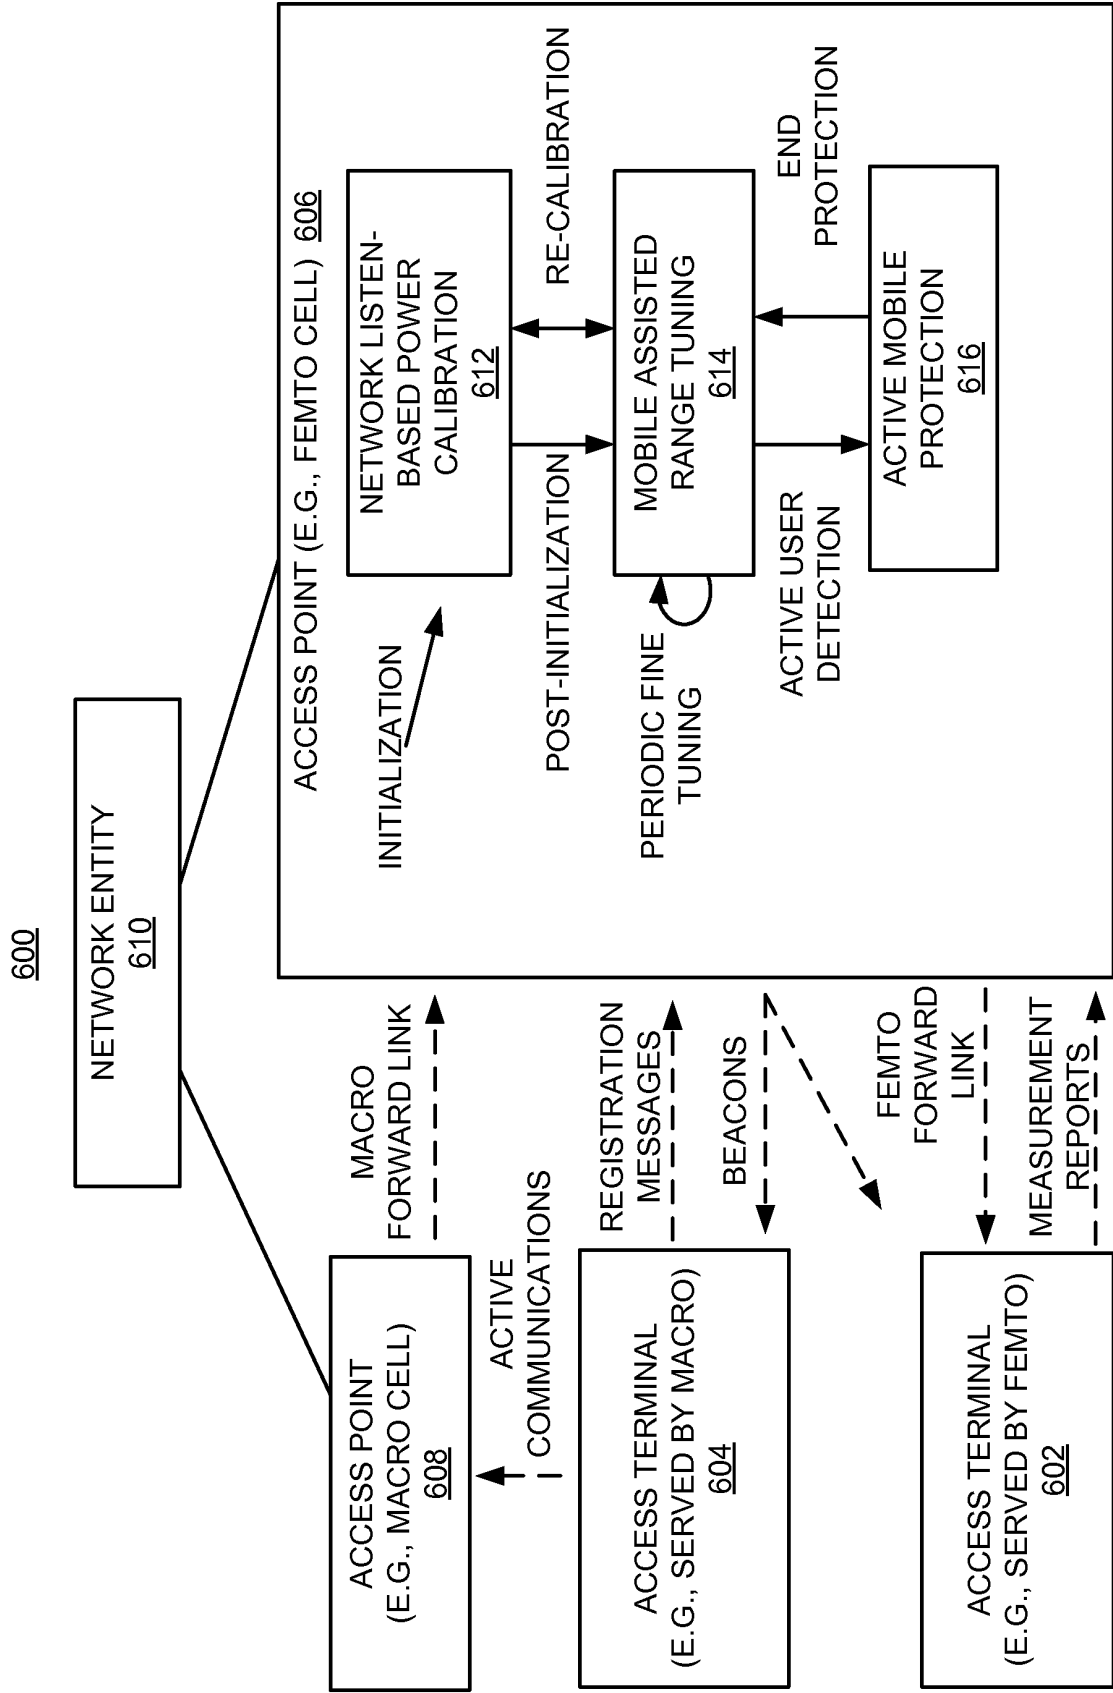 600
NETWORK ENTITY
610
ACCESS POINT
(E.G., MACRO CELL)
608
MACRO
FORWARD LINK
ACTIVE
COMMUNICATIONS
ACCESS TERMINAL
(E.G., SERVED BY MACRO)
604
REGISTRATION
MESSAGES
BEACONS
ACCESS TERMINAL
(E.G., SERVED BY FEMTO)
602
FEMTO
FORWARD
LINK
MEASUREMENT
REPORTS
ACCESS POINT (E.G., FEMTO CELL) 606
INITIALIZATION
NETWORK LISTEN-
BASED POWER
CALIBRATION
612
POST-INITIALIZATION
RE-CALIBRATION
PERIODIC FINE
TUNING
MOBILE ASSISTED
RANGE TUNING
614
ACTIVE USER
DETECTION
END
PROTECTION
ACTIVE MOBILE
PROTECTION
616